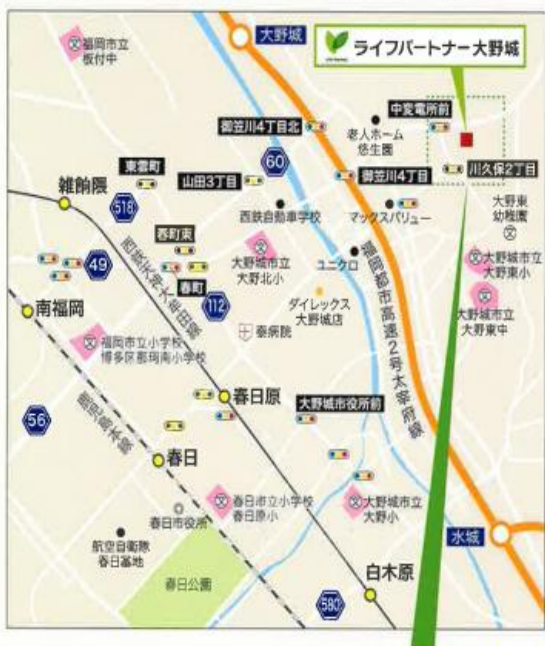 大野城
ライフパートナー大野城
福岡市立
板付中
御笠川4丁目北
老人ホーム
悠生園
中変電所前
川久保2丁目
東雲町
山田3丁目
60
御笠川4丁目
雑餉隈
518
西鉄自動車学校
マックスバリュー
大野東
幼稚園
春町東
大野城市立
大野北小
ユニクロ
大野城市立
大野東小
49
西鉄天神大牟田線
春町
112
ダイレックス
大野城店
福岡都市高速2号太宰府線
大野城市立
大野東中
南福岡
秦病院
福岡市立小学校
博多区那珂南小学校
春日原
大野城市役所前
56
鹿児島本線
春日
春日市役所
春日市立小学校
春日原小
大野城市立
大野小
航空自衛隊
春日基地
水城
春日公園
白木原
580